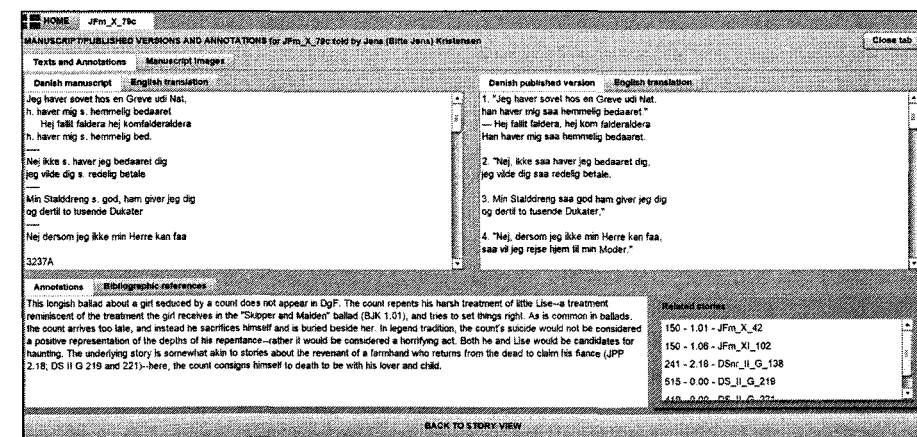 HOME JFm_X_79c
MANUSCRIPT/PUBLISHED VERSIONS AND ANNOTATIONS for JFm_X_79c told by Jens (Bitte Jens) Kristensen
Close tab
Texts and Annotations Manuscript Images
Danish manuscript English translation
Jeg haver sovet hos en Greve udi Nat,
h. haver mig s. hemmelig bedaaret
Hej fallit faldera hej komfalderaldera
h. haver mig s. hemmelig bed.
-----
Nej ikke s. haver jeg bedaaret dig
jeg vilde dig s. redelig betale
-----
Min Stalddreng s. god, ham giver jeg dig
og dertil to tusende Dukater
-----
Nej dersom jeg ikke min Herre kan faa
3237A
Danish published version English translation
1. "Jeg haver sovet hos en Greve udi Nat.
han haver mig saa hemmelig bedaaret."
— Hej fallit faldera, hej kom falderaldera
Han haver mig saa hemmelig bedaaret.
2. "Nej, ikke saa haver jeg bedaaret dig,
jeg vilde dig saa redelig betale.
3. Min Stalddreng saa god ham giver jeg dig
og dertil to tusende Dukater,"
4. "Nej, dersom jeg ikke min Herre kan faa,
saa vil jeg rejse hjem til min Moder."
Annotations Bibliographic references
This longish ballad about a girl seduced by a count does not appear in DgF. The count repents his harsh treatment of little Lise--a treatment
reminiscent of the treatment the girl receives in the "Skipper and Maiden" ballad (BJK 1.01), and tries to set things right. As is common in ballads,
the count arrives too late, and instead he sacrifices himself and is buried beside her. In legend tradition, the count's suicide would not be considered
a positive representation of the depths of his repentance--rather it would be considered a horrifying act. Both he and Lise would be candidates for
haunting. The underlying story is somewhat akin to stories about the revenant of a farmhand who returns from the dead to claim his fiance (JPP
2.18; DS II G 219 and 221)--here, the count consigns himself to death to be with his lover and child.
Related stories
150 - 1.01 - JFm_X_42
150 - 1.06 - JFm_XI_102
241 - 2.18 - DSnr_II_G_138
515 - 0.00 - DS_II_G_219
0.00 - DS_II_G_221
BACK TO STORY VIEW